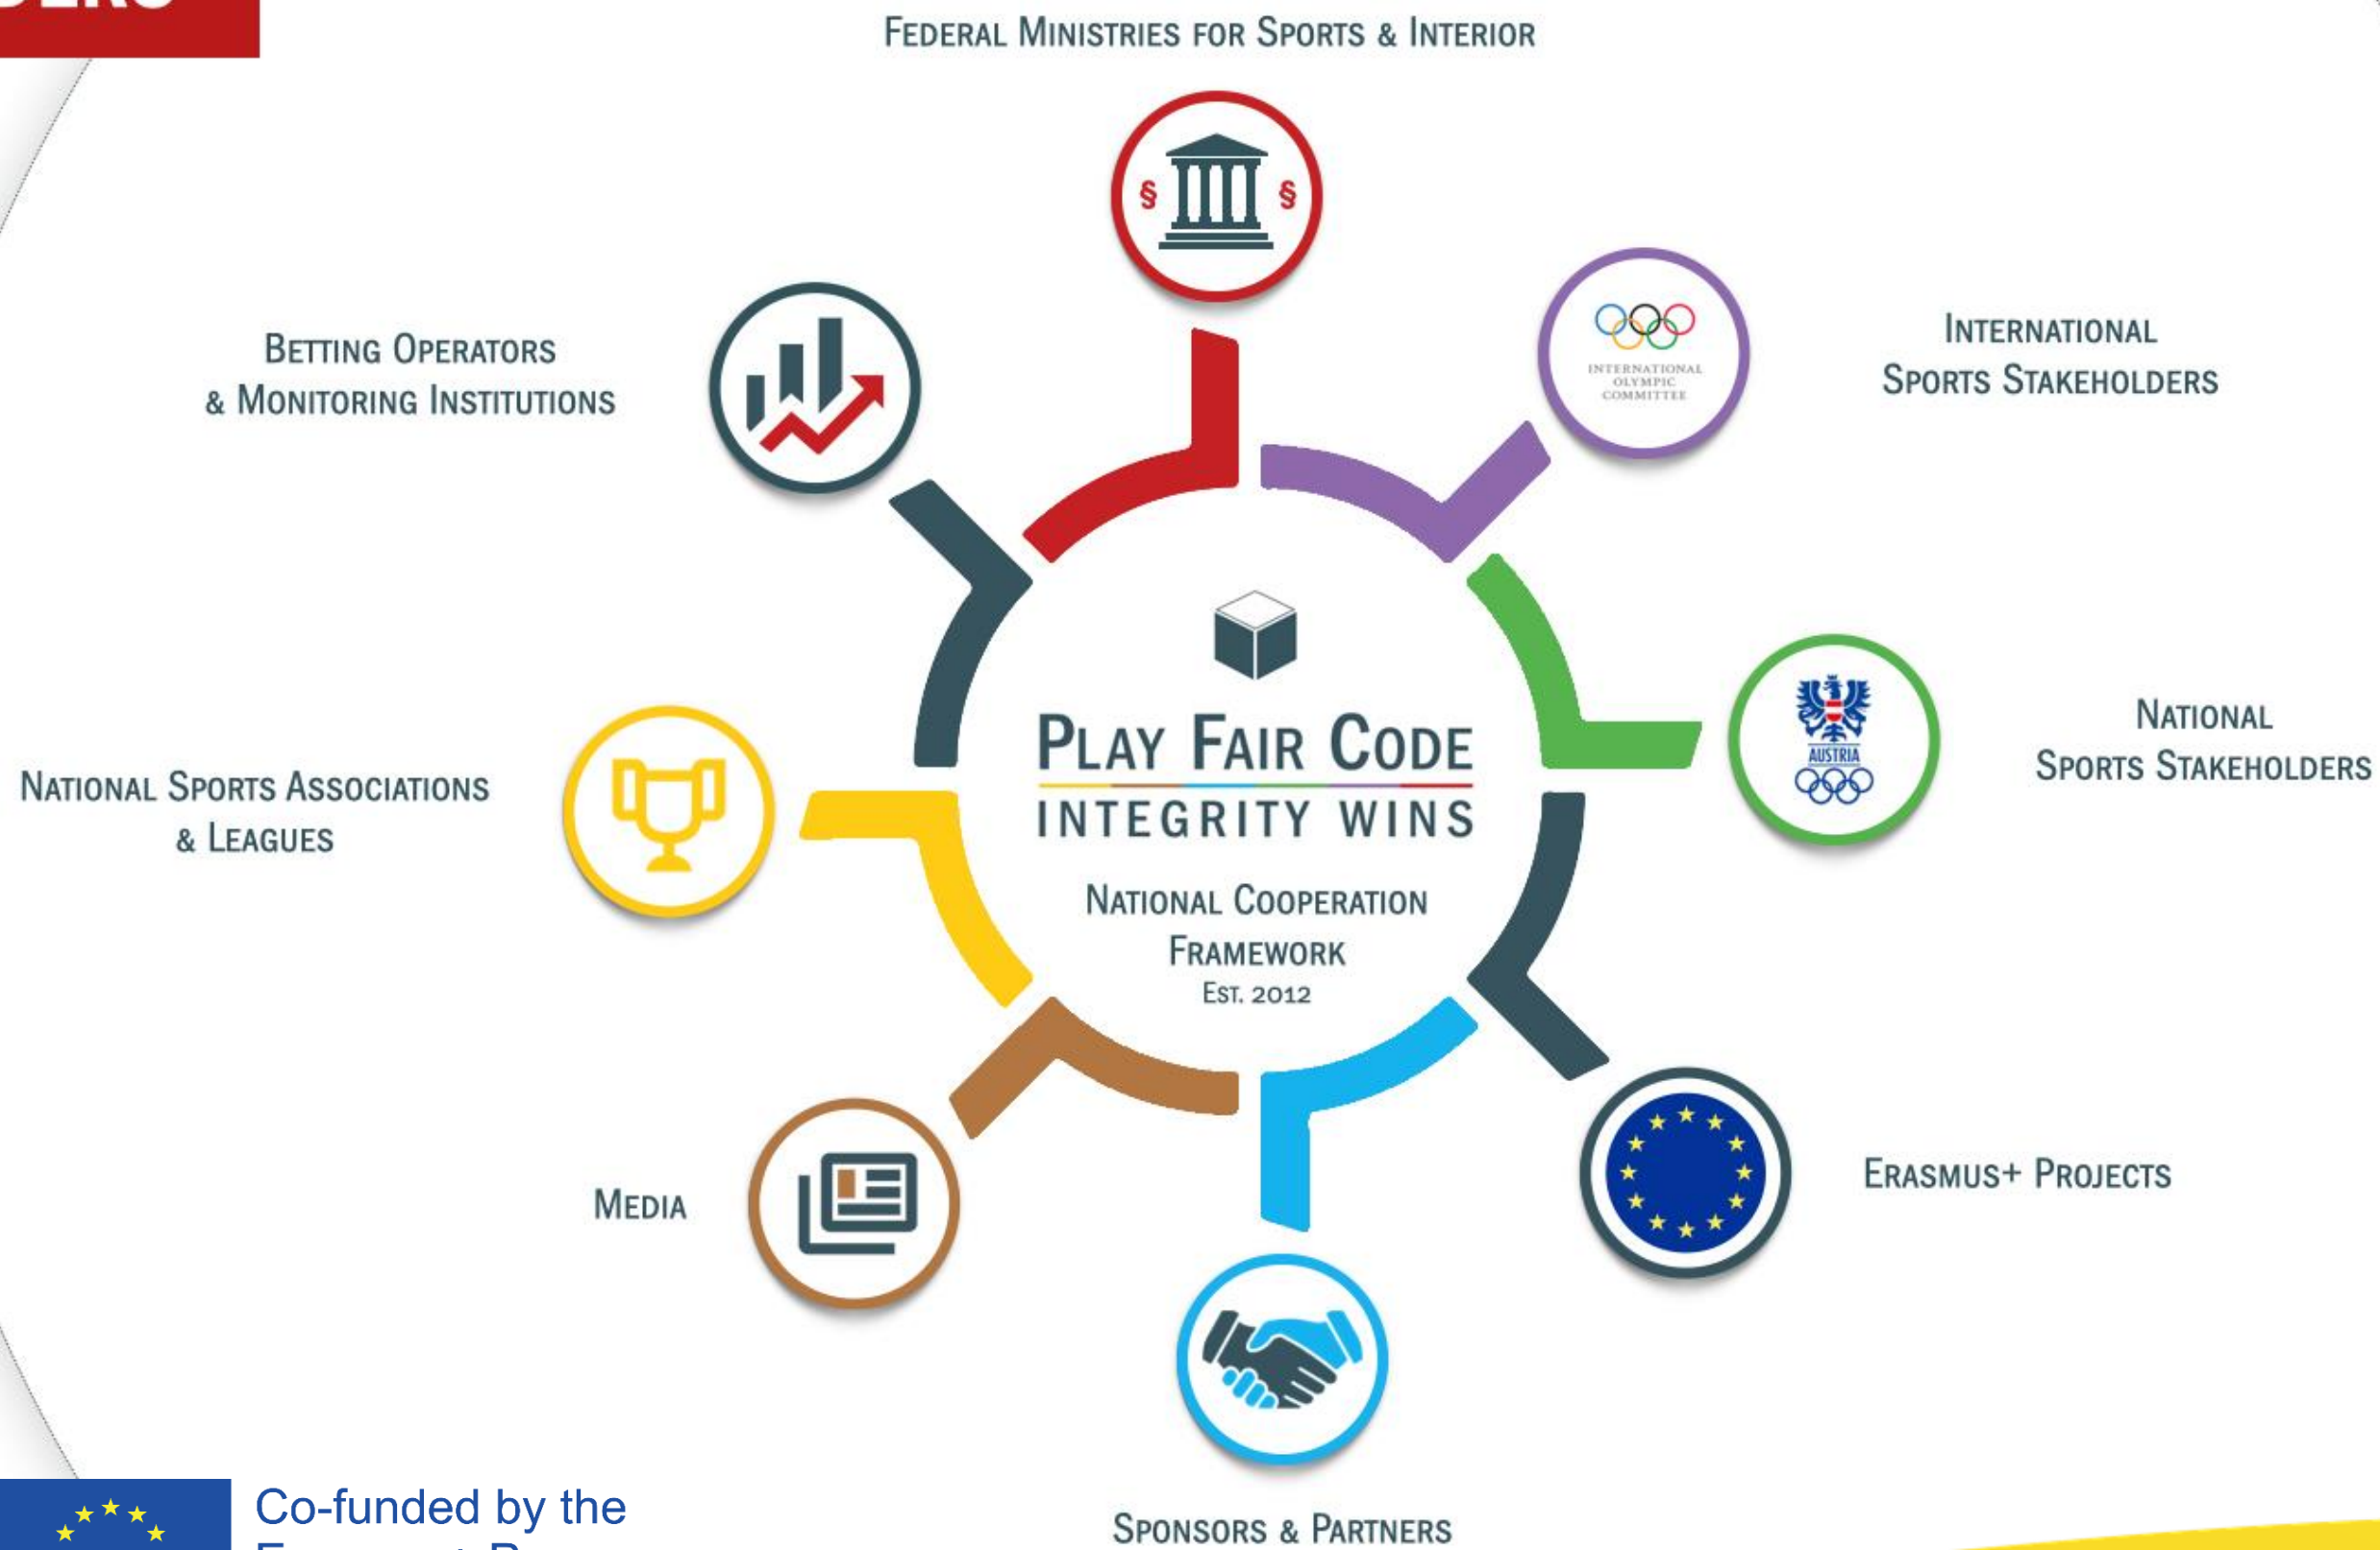 FEDERAL MINISTRIES FOR SPORTS & INTERIOR
§ §
BETTING OPERATORS
& MONITORING INSTITUTIONS
INTERNATIONAL
OLYMPIC
COMMITTEE
INTERNATIONAL
SPORTS STAKEHOLDERS
NATIONAL SPORTS ASSOCIATIONS
& LEAGUES
PLAY FAIR CODE
INTEGRITY WINS
NATIONAL COOPERATION
FRAMEWORK
EST. 2012
AUSTRIA
NATIONAL
SPORTS STAKEHOLDERS
MEDIA
ERASMUS+ PROJECTS
SPONSORS & PARTNERS
Co-funded by the